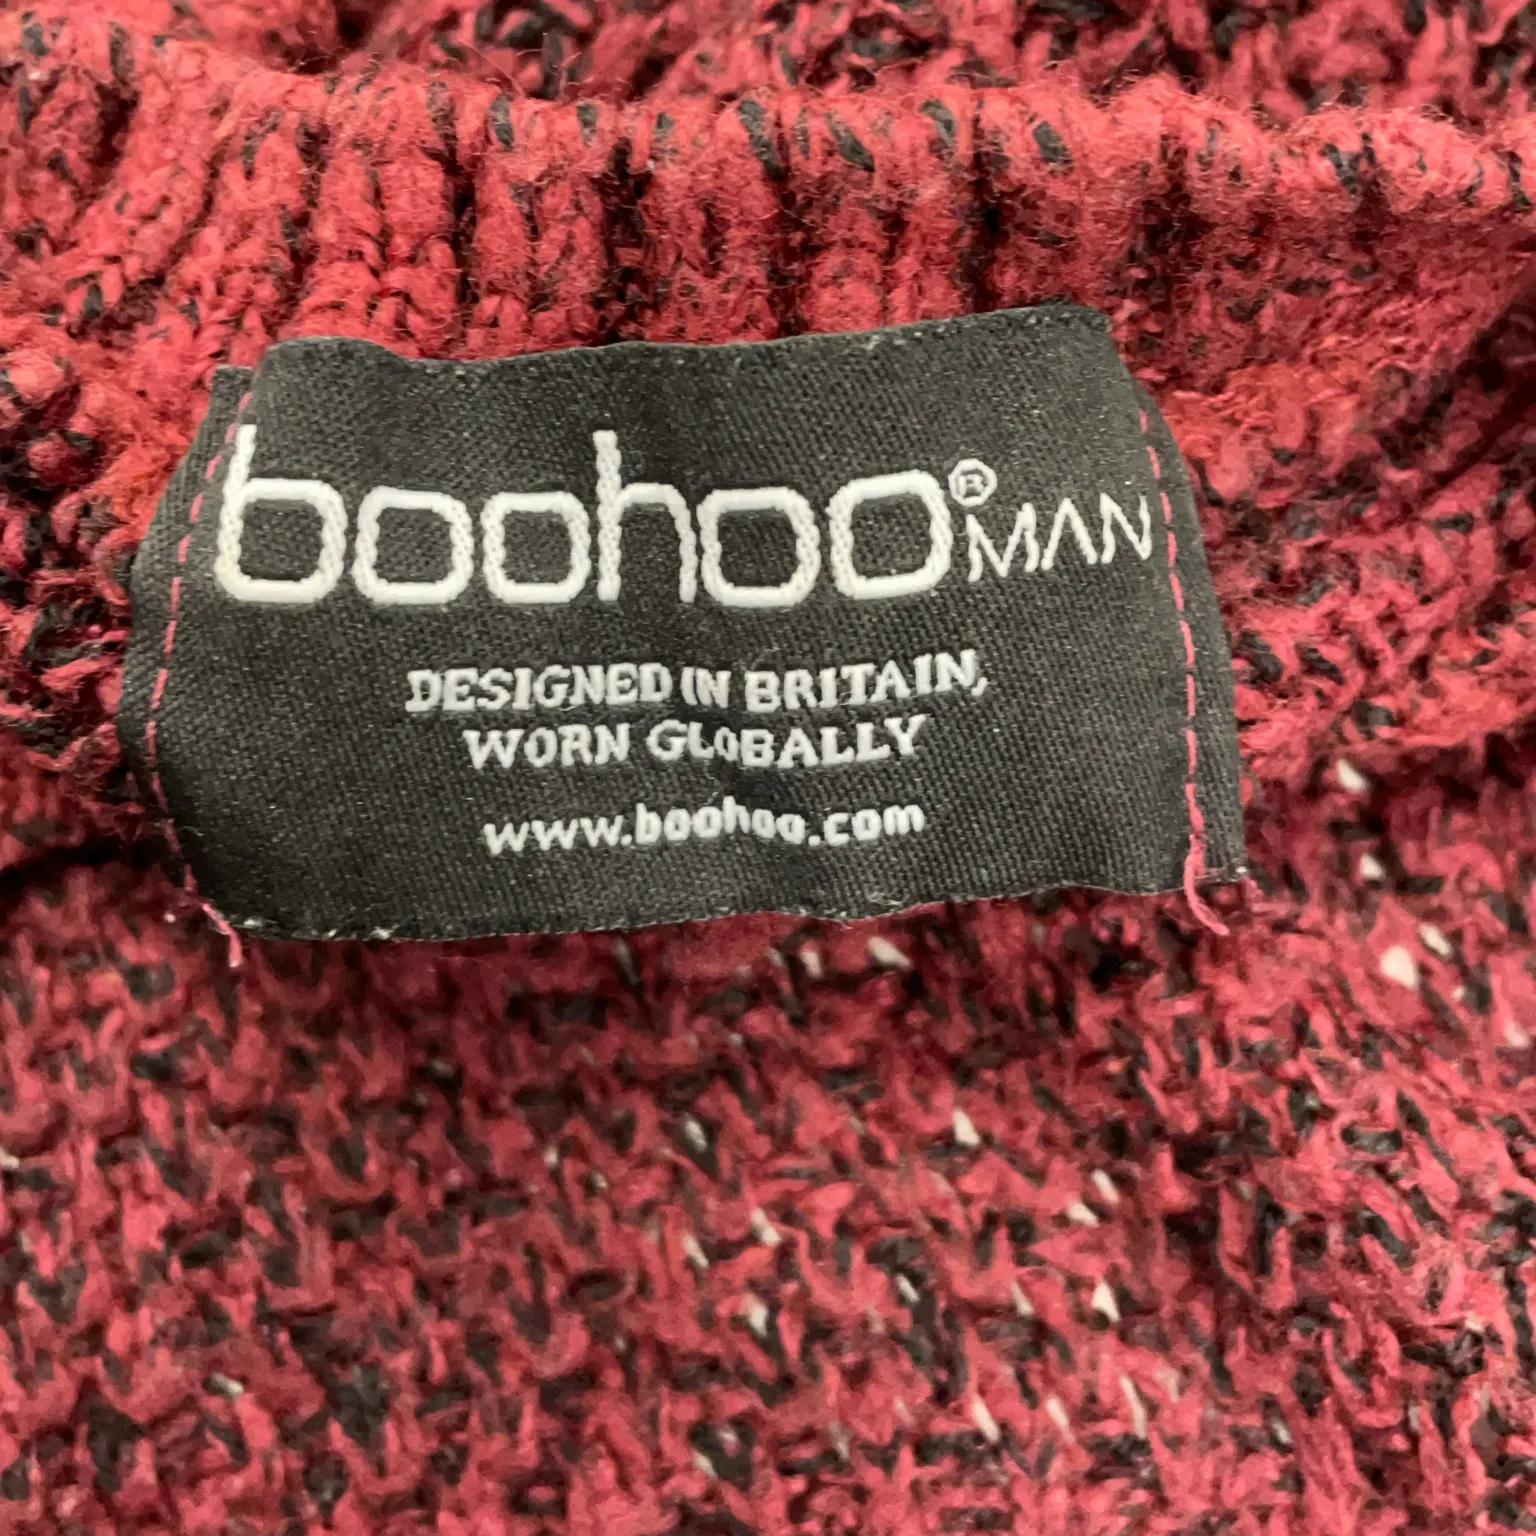 boohoo® MAN
DESIGNED IN BRITAIN,
WORN GLOBALLY
www.boohoo.com